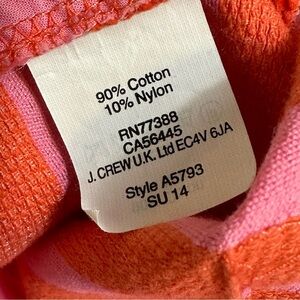 90% Cotton
10% Nylon
RN77388
CA56445
J. CREW U.K. Ltd EC4V 6JA
Style A5793
SU 14